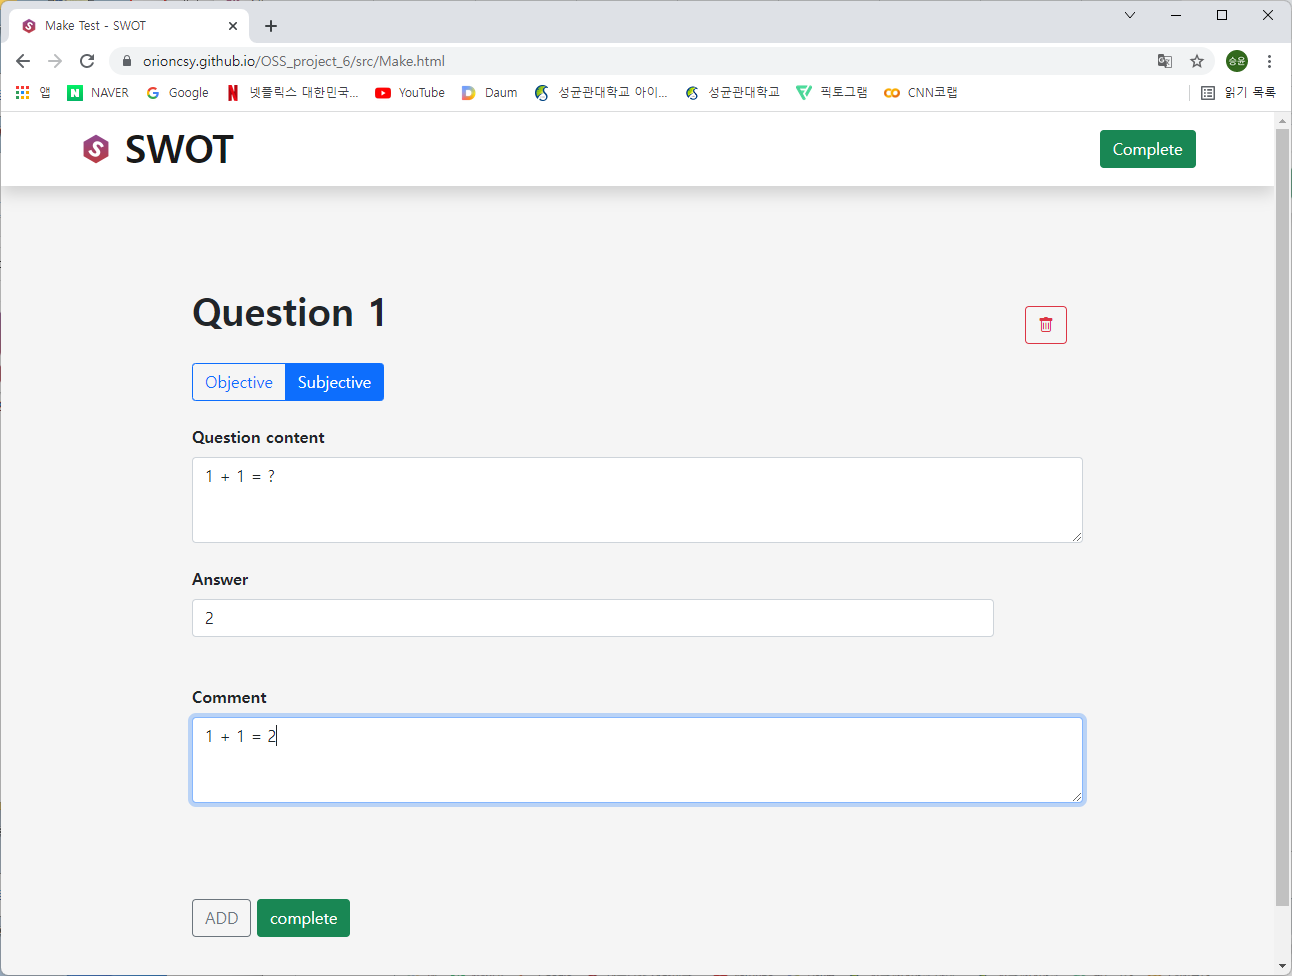 Make Test - SWOT
orioncsy.github.io/OSS_project_6/src/Make.html
승윤
앱 NAVER Google 넷플릭스 대한민국... YouTube Daum 성균관대학교 아이... 성균관대학교 픽토그램 CNN코랩 읽기 목록
SWOT
Complete
Question 1
Objective Subjective
Question content
1 + 1 = ?
Answer
2
Comment
1 + 1 = 2
ADD complete